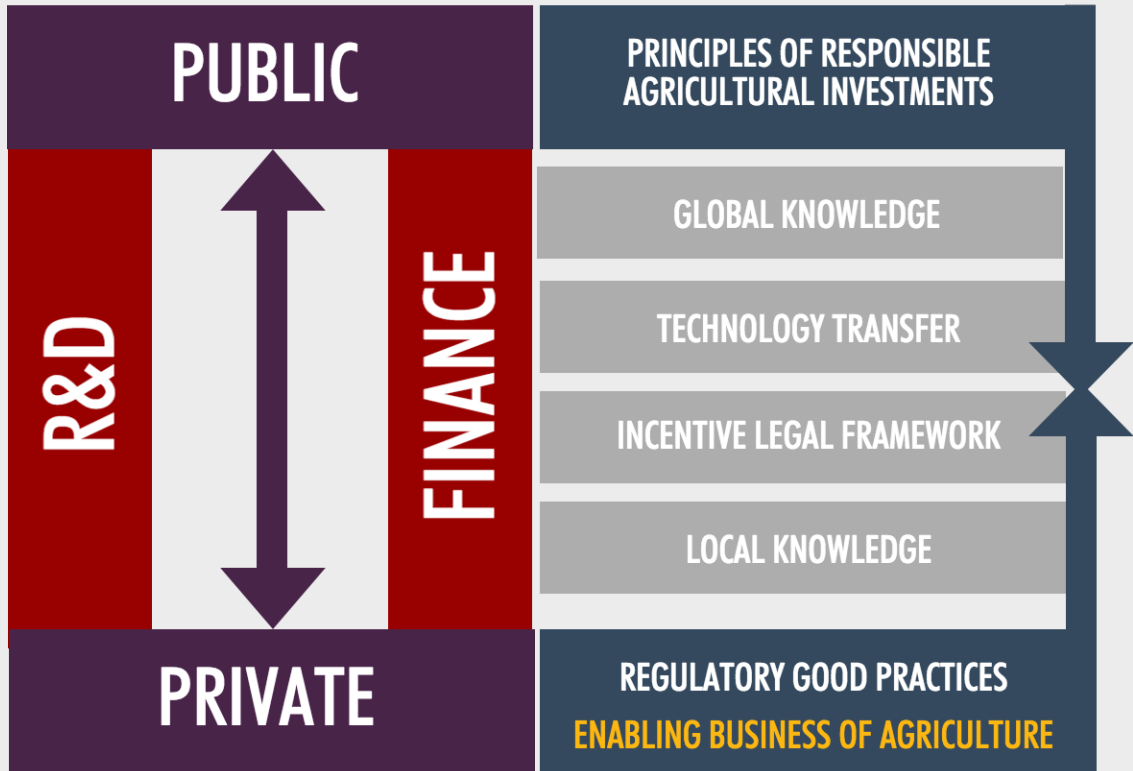 PUBLIC
PRINCIPLES OF RESPONSIBLE
AGRICULTURAL INVESTMENTS
R&D
FINANCE
GLOBAL KNOWLEDGE
TECHNOLOGY TRANSFER
INCENTIVE LEGAL FRAMEWORK
LOCAL KNOWLEDGE
PRIVATE
REGULATORY GOOD PRACTICES
ENABLING BUSINESS OF AGRICULTURE